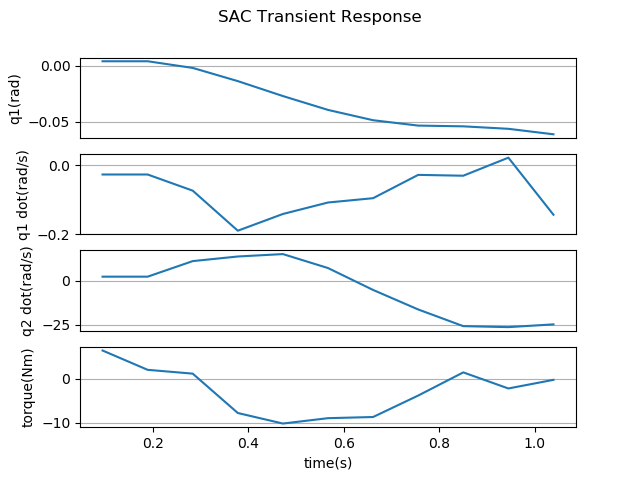 SAC Transient Response
0.00
−0.05
q1(rad)
0.0
−0.2
q1 dot(rad/s)
0
−25
q2 dot(rad/s)
0
−10
torque(Nm)
0.2 0.4 0.6 0.8 1.0
time(s)